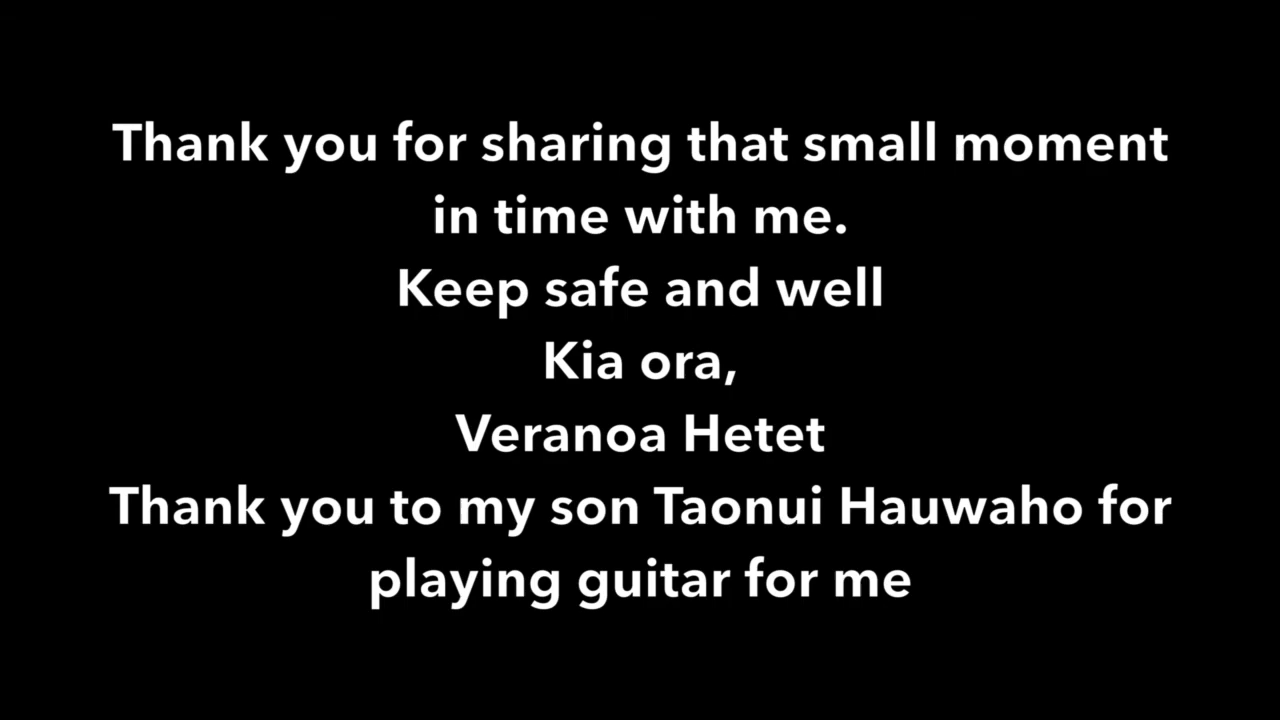 Thank you for sharing that small moment
in time with me.
Keep safe and well
Kia ora,
Veranoa Hetet
Thank you to my son Taonui Hauwaho for
playing guitar for me